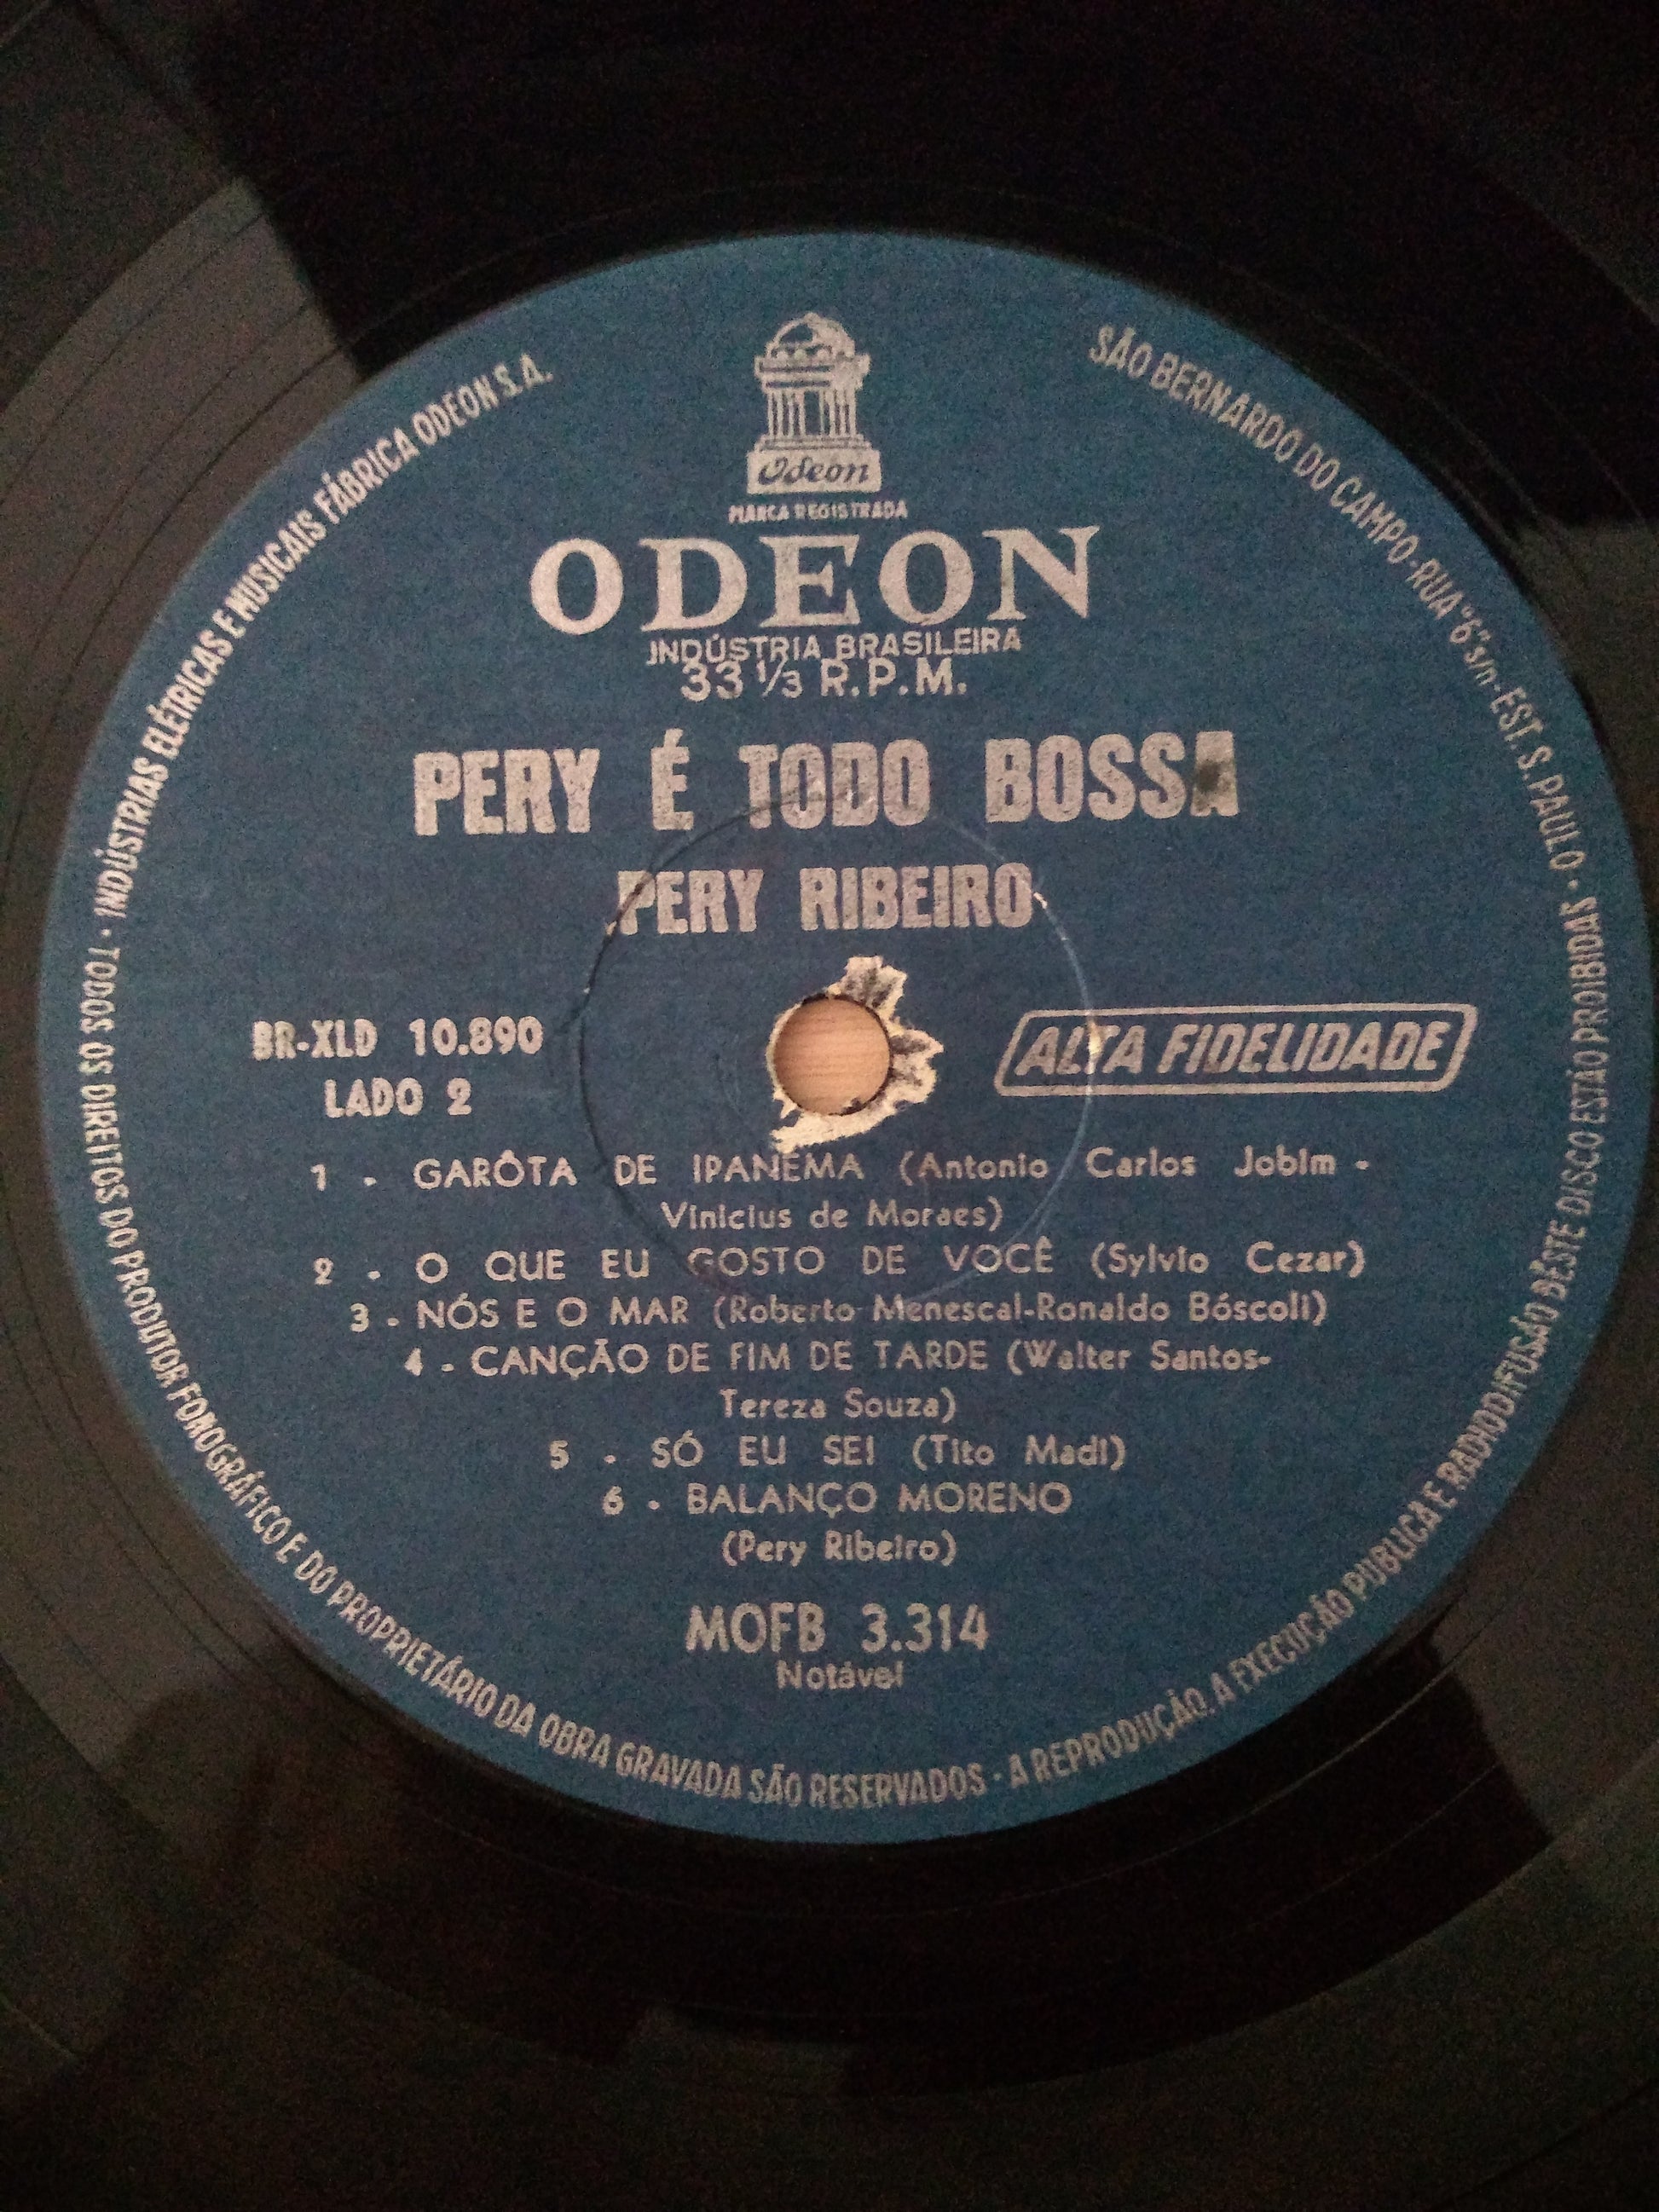 Odeon
MARCA REGISTRADA
ODEON
INDÚSTRIA BRASILEIRA
33 1/3 R.P.M.
PERY É TODO BOSSA
PERY RIBEIRO
BR-XLD 10.890
LADO 2
ALTA FIDELIDADE
1 - GARÔTA DE IPANEMA (Antonio Carlos Jobim -
Vinicius de Moraes)
2 - O QUE EU GOSTO DE VOCÊ (Sylvio Cezar)
3 - NÓS E O MAR (Roberto Menescal-Ronaldo Bóscoli)
4 - CANÇÃO DE FIM DE TARDE (Walter Santos-
Tereza Souza)
5 - SÓ EU SEI (Tito Madi)
6 - BALANÇO MORENO
(Pery Ribeiro)
MOFB 3.314
Notável
TODOS OS DIREITOS DO PRODUTOR FONOGRÁFICO E DO PROPRIETÁRIO DA OBRA GRAVADA SÃO RESERVADOS · A REPRODUÇÃO, A EXECUÇÃO PUBLICA E RADIODIFUSÃO DÊSTE DISCO ESTÃO PROIBIDAS ·
INDÚSTRIAS ELÉTRICAS E MUSICAIS FÁBRICA ODEON S.A.
SÃO BERNARDO DO CAMPO - RUA "6" s/n - EST. S. PAULO ·